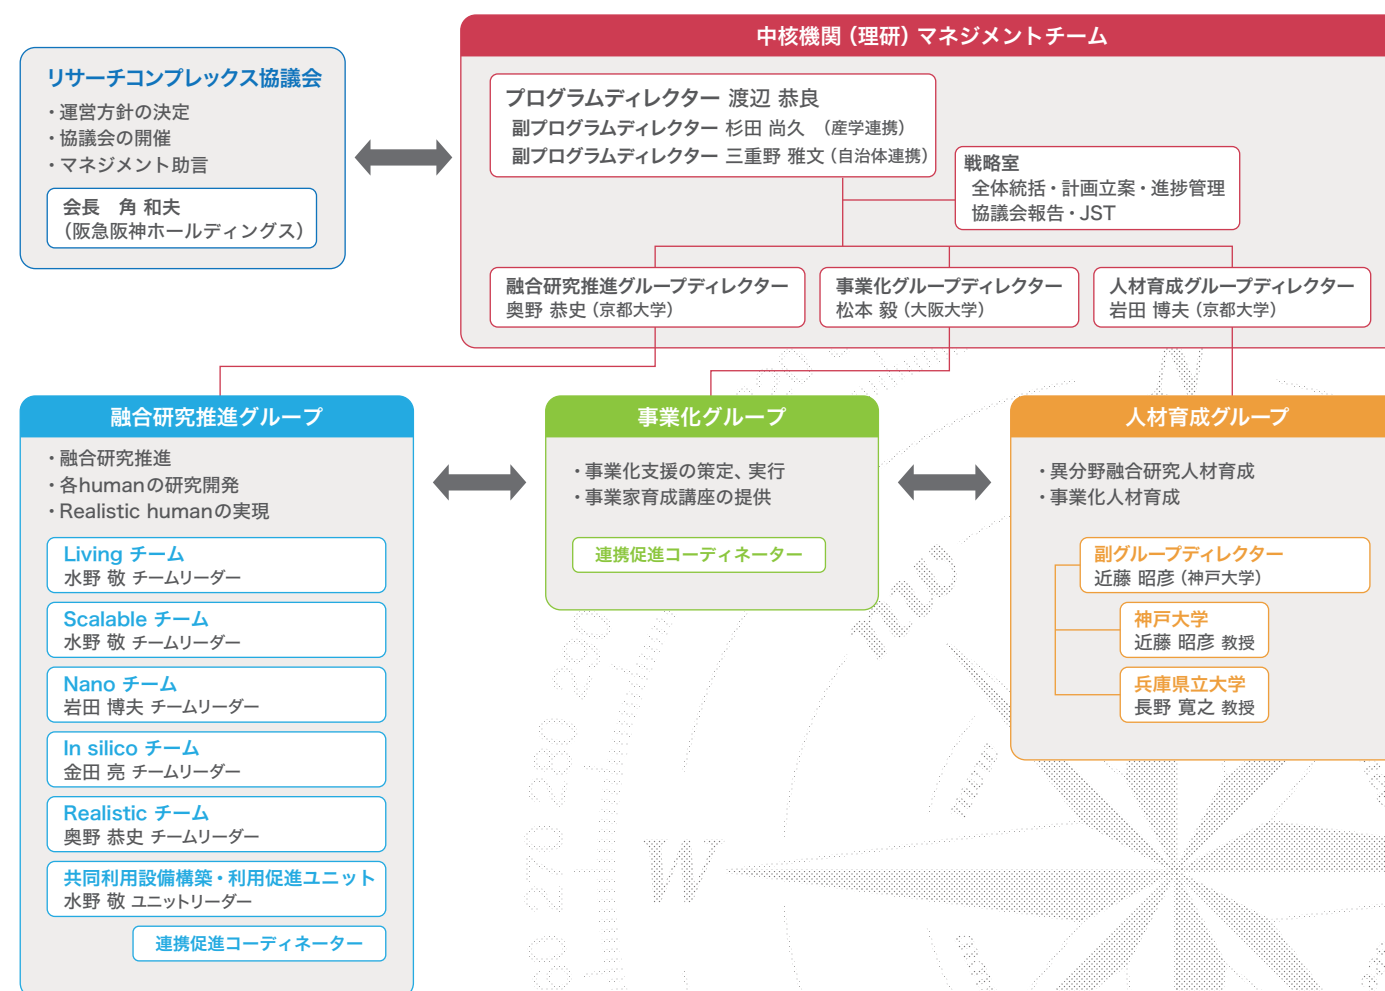 中核機関（理研）マネジメントチーム
リサーチコンプレックス協議会
・運営方針の決定
・協議会の開催
・マネジメント助言
会長　角 和夫
（阪急阪神ホールディングス）
プログラムディレクター 渡辺 恭良
副プログラムディレクター 杉田 尚久 （産学連携）
副プログラムディレクター 三重野 雅文（自治体連携）
戦略室
全体統括・計画立案・進捗管理
協議会報告・JST
融合研究推進グループディレクター
奥野 恭史（京都大学）
事業化グループディレクター
松本 毅（大阪大学）
人材育成グループディレクター
岩田 博夫（京都大学）
融合研究推進グループ
・融合研究推進
・各humanの研究開発
・Realistic humanの実現
Living チーム
水野 敬 チームリーダー
Scalable チーム
水野 敬 チームリーダー
Nano チーム
岩田 博夫 チームリーダー
In silico チーム
金田 亮 チームリーダー
Realistic チーム
奥野 恭史 チームリーダー
共同利用設備構築・利用促進ユニット
水野 敬 ユニットリーダー
連携促進コーディネーター
事業化グループ
・事業化支援の策定、実行
・事業家育成講座の提供
連携促進コーディネーター
人材育成グループ
・異分野融合研究人材育成
・事業化人材育成
副グループディレクター
近藤 昭彦（神戸大学）
神戸大学
近藤 昭彦 教授
兵庫県立大学
長野 寛之 教授
N
NW
W
290
280
270